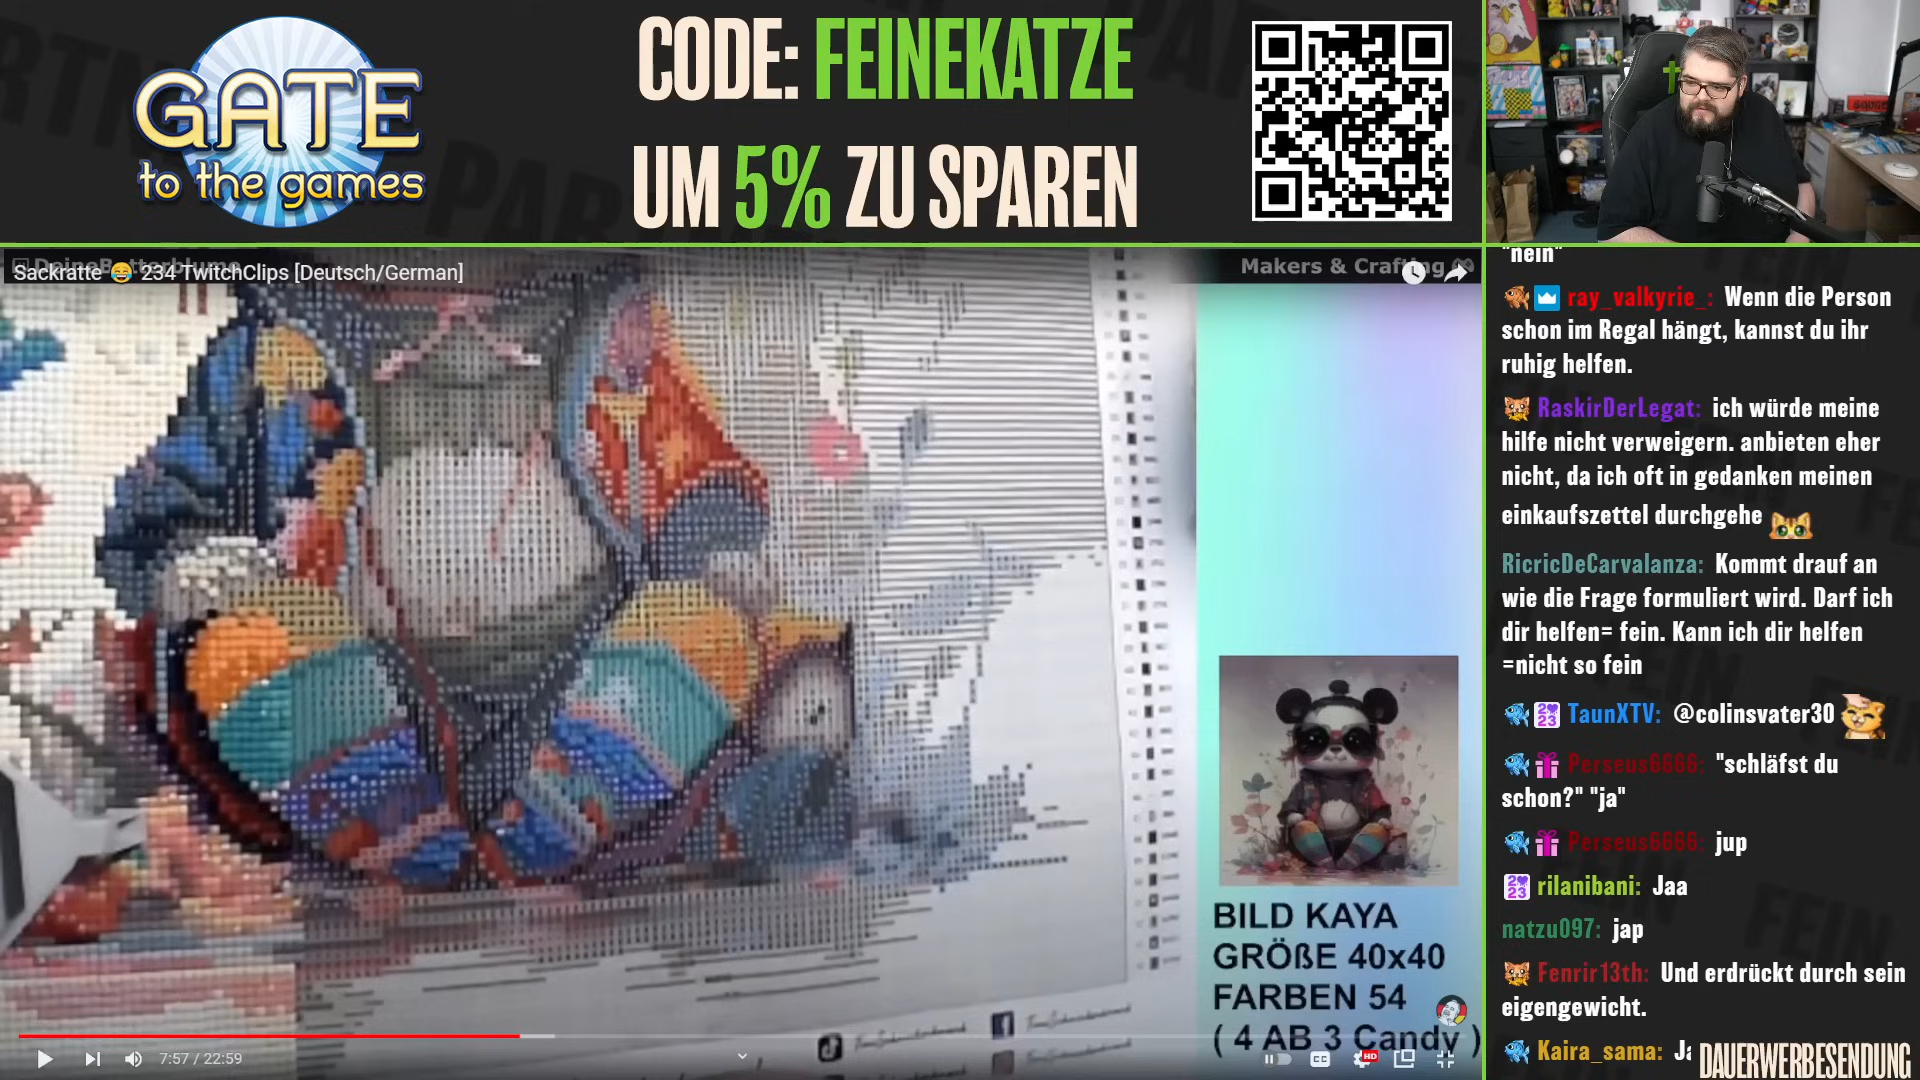 GATE
to the games
CODE: FEINEKATZE
UM 5% ZU SPAREN
Sackratte 😂 234 TwitchClips [Deutsch/German]
Makers & Crafting
BILD KAYA
GRÖßE 40x40
FARBEN 54
( 4 AB 3 Candy )
7:57 / 22:59
CC
HD
"nein"
ray_valkyrie_: Wenn die Person
schon im Regal hängt, kannst du ihr
ruhig helfen.
RaskirDerLegat: ich würde meine
hilfe nicht verweigern. anbieten eher
nicht, da ich oft in gedanken meinen
einkaufszettel durchgehe
RicricDeCarvalanza: Kommt drauf an
wie die Frage formuliert wird. Darf ich
dir helfen= fein. Kann ich dir helfen
=nicht so fein
TaunXTV: @colinsvater30
Perseus6666: "schläfst du
schon?" "ja"
Perseus6666: jup
rilanibani: Jaa
natzu097: jap
Fenrir13th: Und erdrückt durch sein
eigengewicht.
Kaira_sama:
DAUERWERBESENDUNG